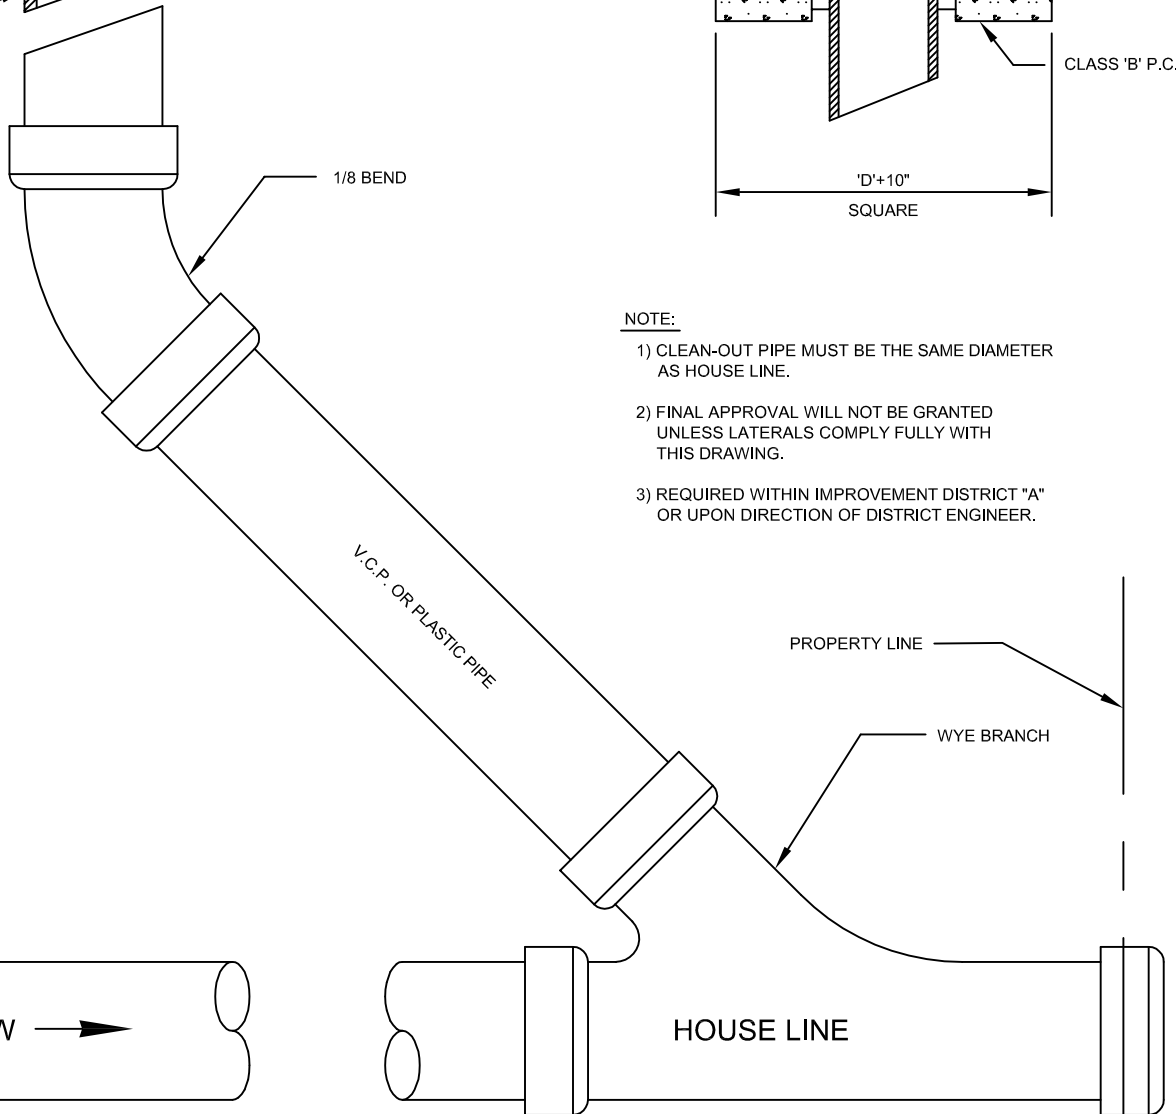 CLASS 'B' P.C.
1/8 BEND
'D'+10"
SQUARE
NOTE:
1) CLEAN-OUT PIPE MUST BE THE SAME DIAMETER
AS HOUSE LINE.
2) FINAL APPROVAL WILL NOT BE GRANTED
UNLESS LATERALS COMPLY FULLY WITH
THIS DRAWING.
3) REQUIRED WITHIN IMPROVEMENT DISTRICT "A"
OR UPON DIRECTION OF DISTRICT ENGINEER.
V.C.P. OR PLASTIC PIPE
PROPERTY LINE
WYE BRANCH
HOUSE LINE